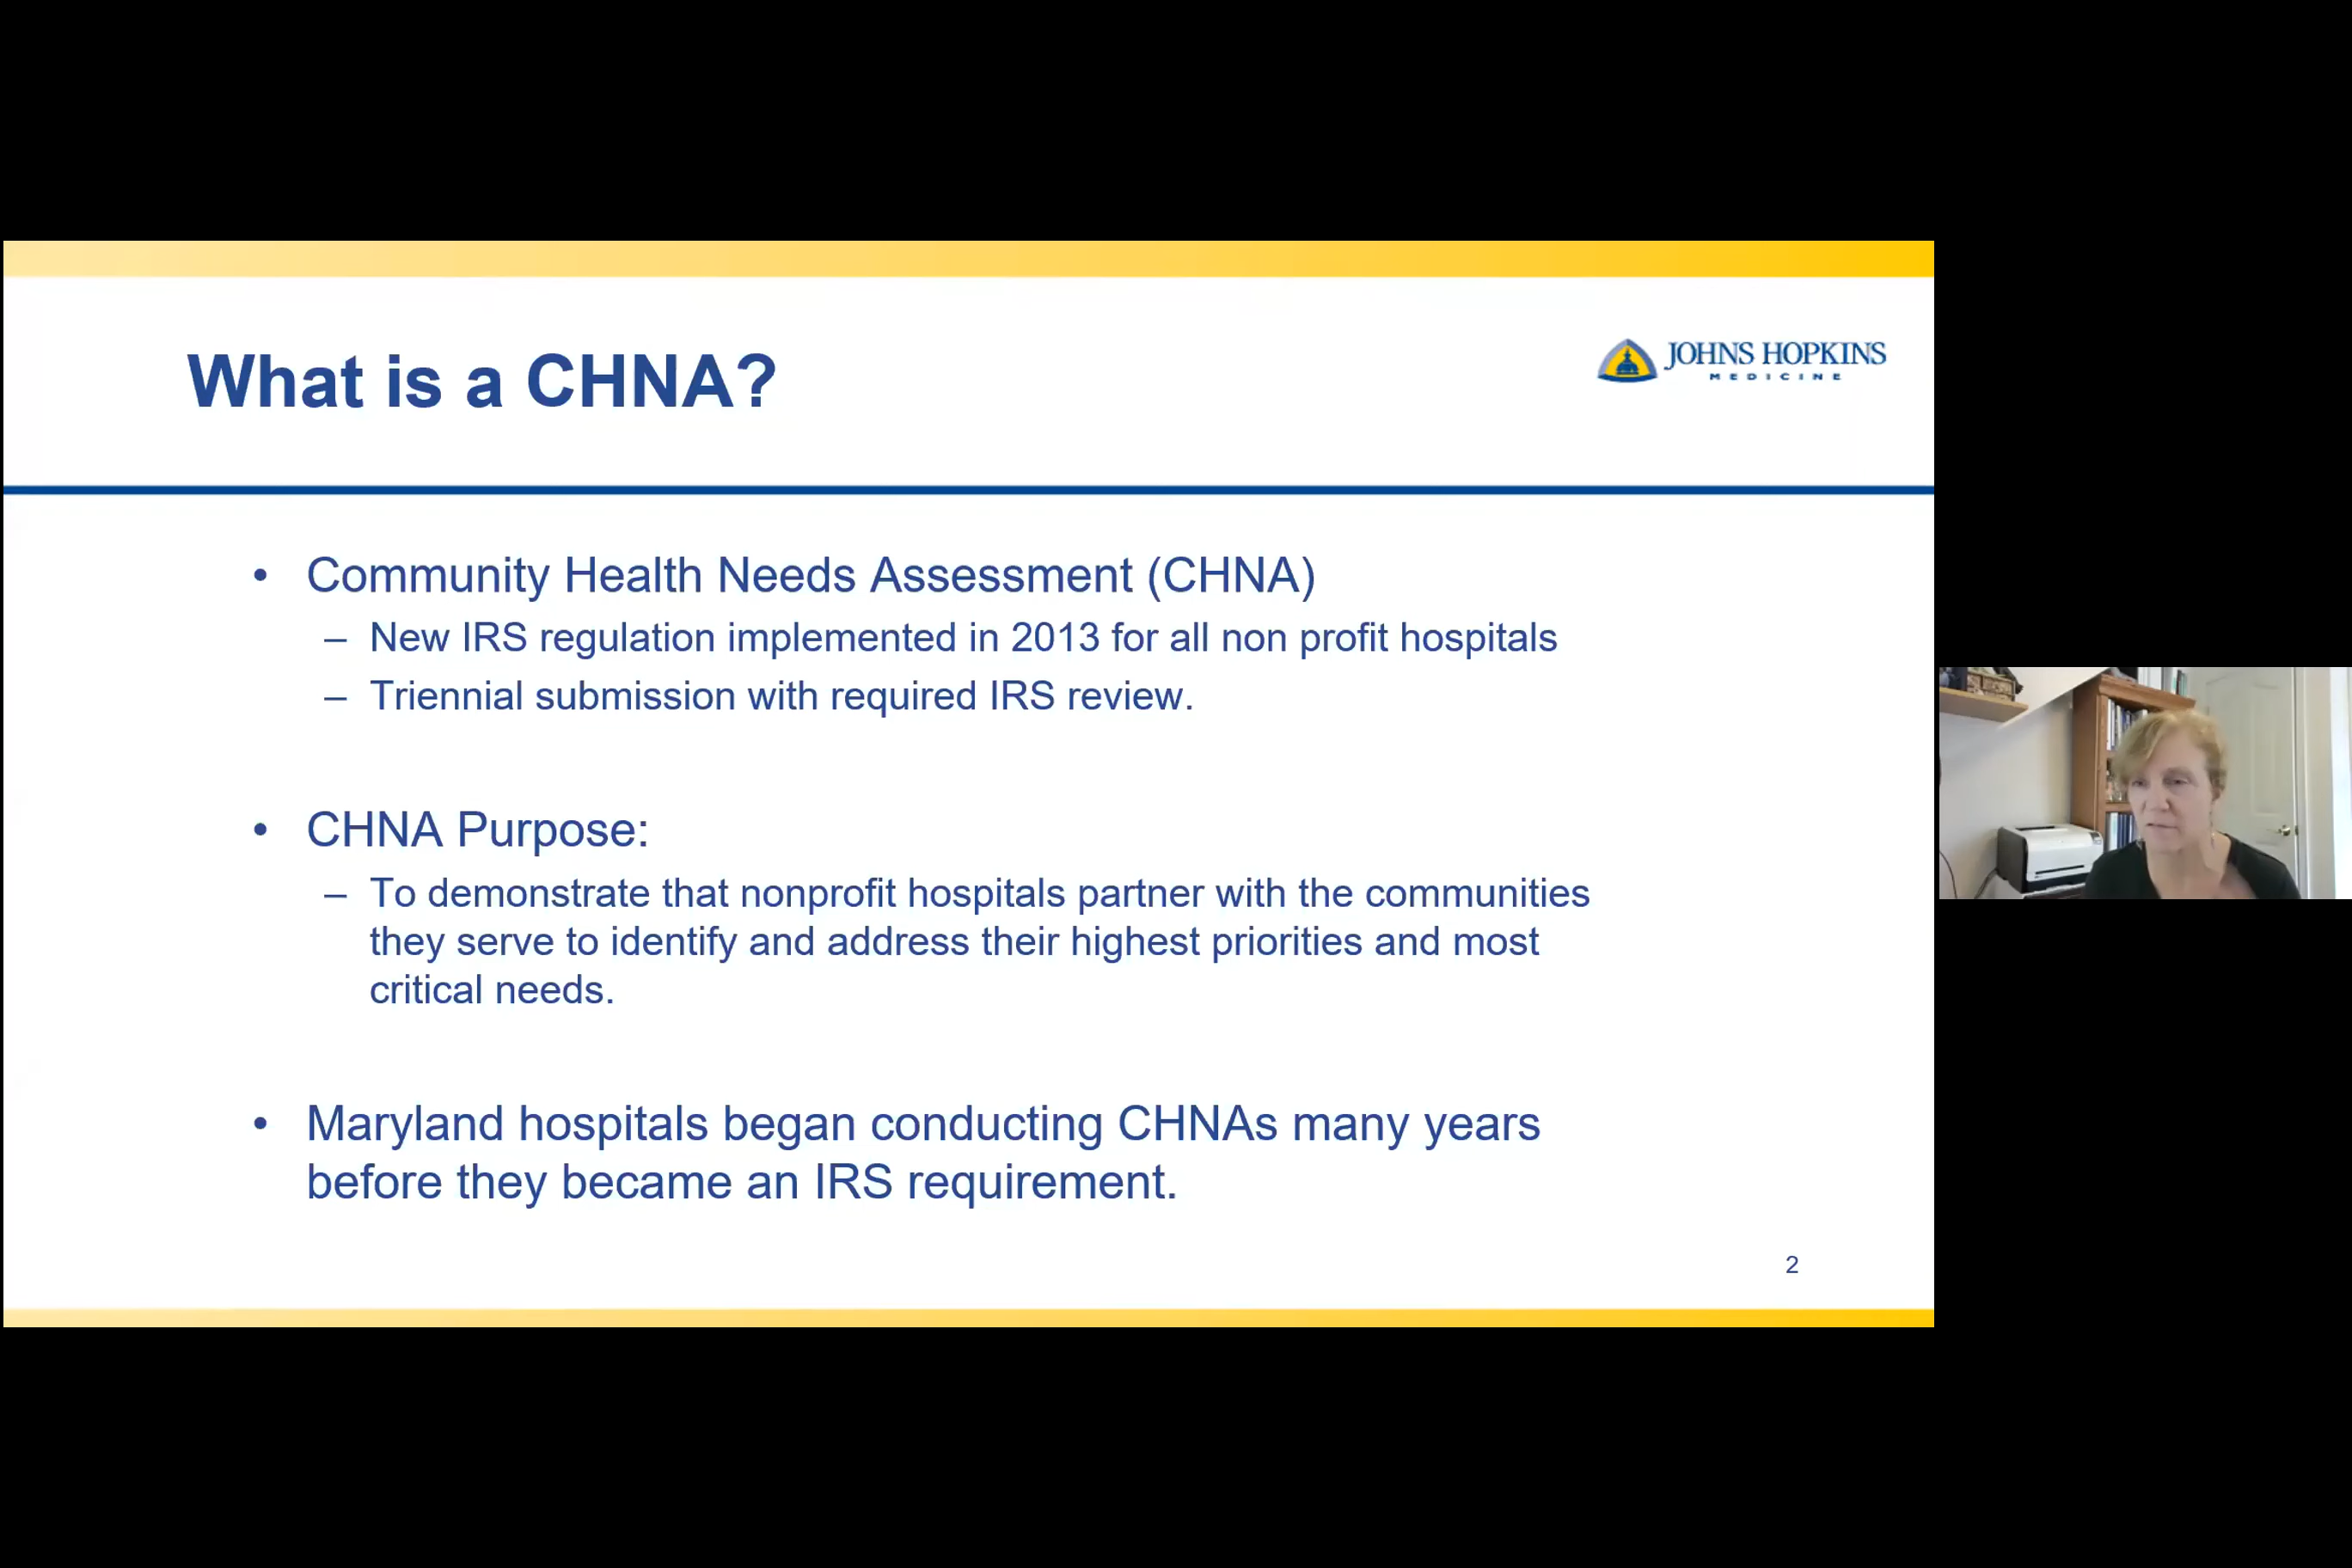 What is a CHNA?
JOHNS HOPKINS
MEDICINE
• Community Health Needs Assessment (CHNA)
– New IRS regulation implemented in 2013 for all non profit hospitals
– Triennial submission with required IRS review.
• CHNA Purpose:
– To demonstrate that nonprofit hospitals partner with the communities
they serve to identify and address their highest priorities and most
critical needs.
• Maryland hospitals began conducting CHNAs many years
before they became an IRS requirement.
2